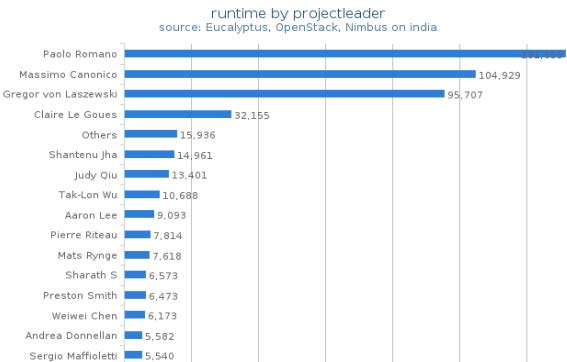 runtime by projectleader
source: Eucalyptus, OpenStack, Nimbus on india
Paolo Romano
Massimo Canonico 104,929
Gregor von Laszewski 95,707
Claire Le Goues 32,155
Others 15,936
Shantenu Jha 14,961
Judy Qiu 13,401
Tak-Lon Wu 10,688
Aaron Lee 9,093
Pierre Riteau 7,814
Mats Rynge 7,618
Sharath S 6,573
Preston Smith 6,473
Weiwei Chen 6,173
Andrea Donnellan 5,582
Sergio Maffioletti 5,540